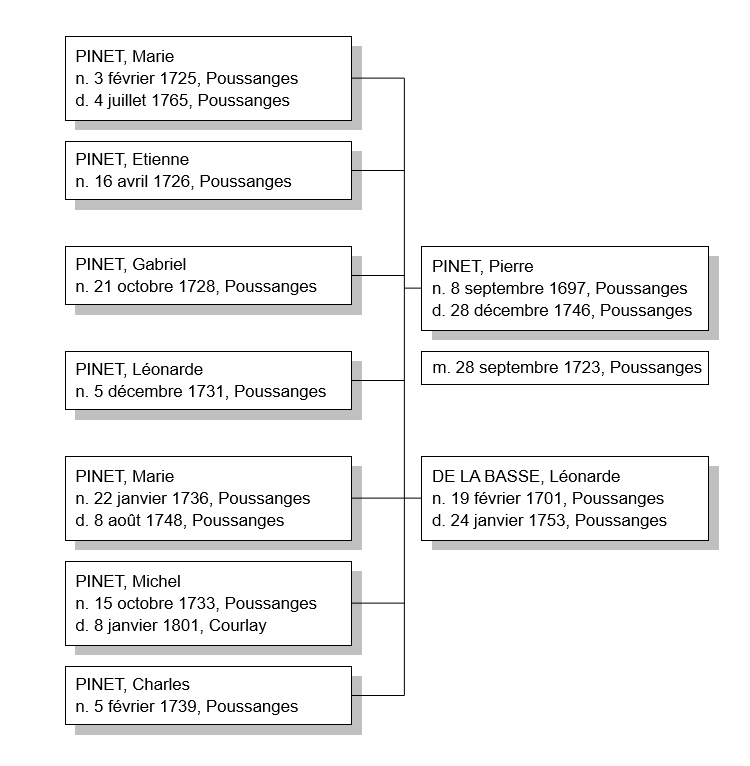 PINET, Marie
n. 3 février 1725, Poussanges
d. 4 juillet 1765, Poussanges
PINET, Etienne
n. 16 avril 1726, Poussanges
PINET, Gabriel
n. 21 octobre 1728, Poussanges
PINET, Léonarde
n. 5 décembre 1731, Poussanges
PINET, Marie
n. 22 janvier 1736, Poussanges
d. 8 août 1748, Poussanges
PINET, Michel
n. 15 octobre 1733, Poussanges
d. 8 janvier 1801, Courlay
PINET, Charles
n. 5 février 1739, Poussanges
PINET, Pierre
n. 8 septembre 1697, Poussanges
d. 28 décembre 1746, Poussanges
m. 28 septembre 1723, Poussanges
DE LA BASSE, Léonarde
n. 19 février 1701, Poussanges
d. 24 janvier 1753, Poussanges